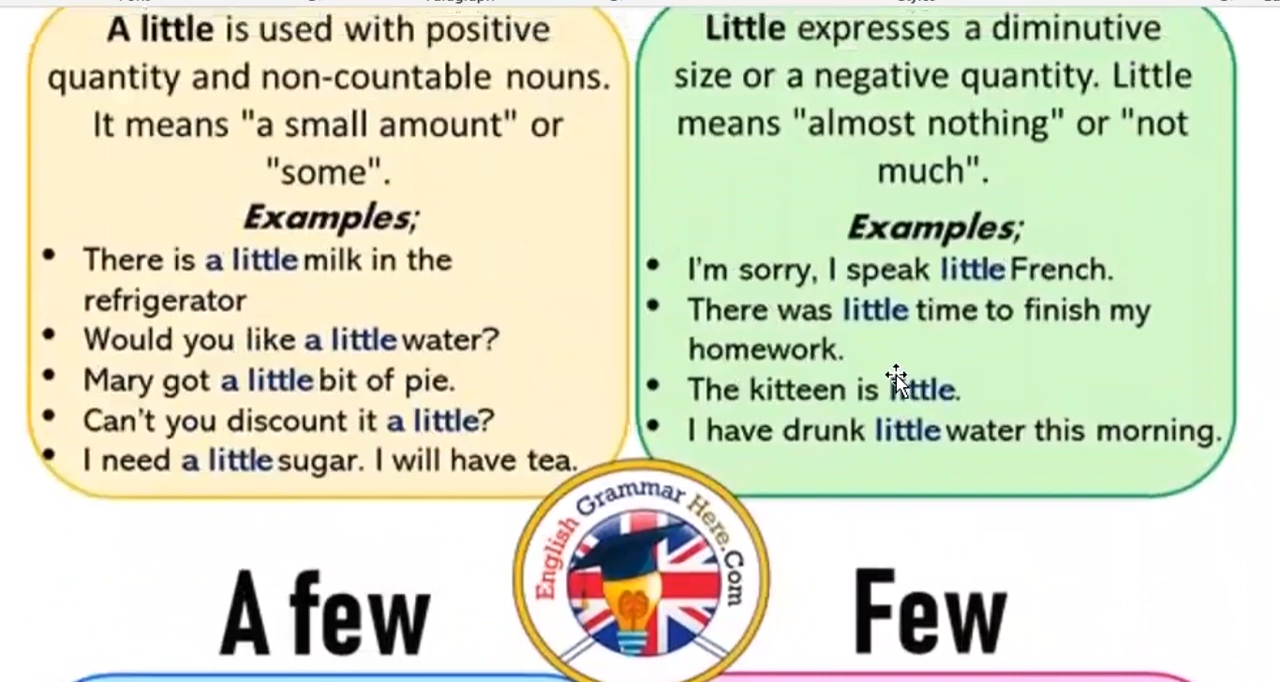 A little is used with positive
quantity and non-countable nouns.
It means "a small amount" or
"some".
Examples;
• There is a little milk in the
refrigerator
• Would you like a little water?
• Mary got a little bit of pie.
• Can't you discount it a little?
• I need a little sugar. I will have tea.
Little expresses a diminutive
size or a negative quantity. Little
means "almost nothing" or "not
much".
Examples;
• I'm sorry, I speak little French.
• There was little time to finish my
homework.
• The kitteen is little.
• I have drunk little water this morning.
English Grammar Here.Com
A few
Few